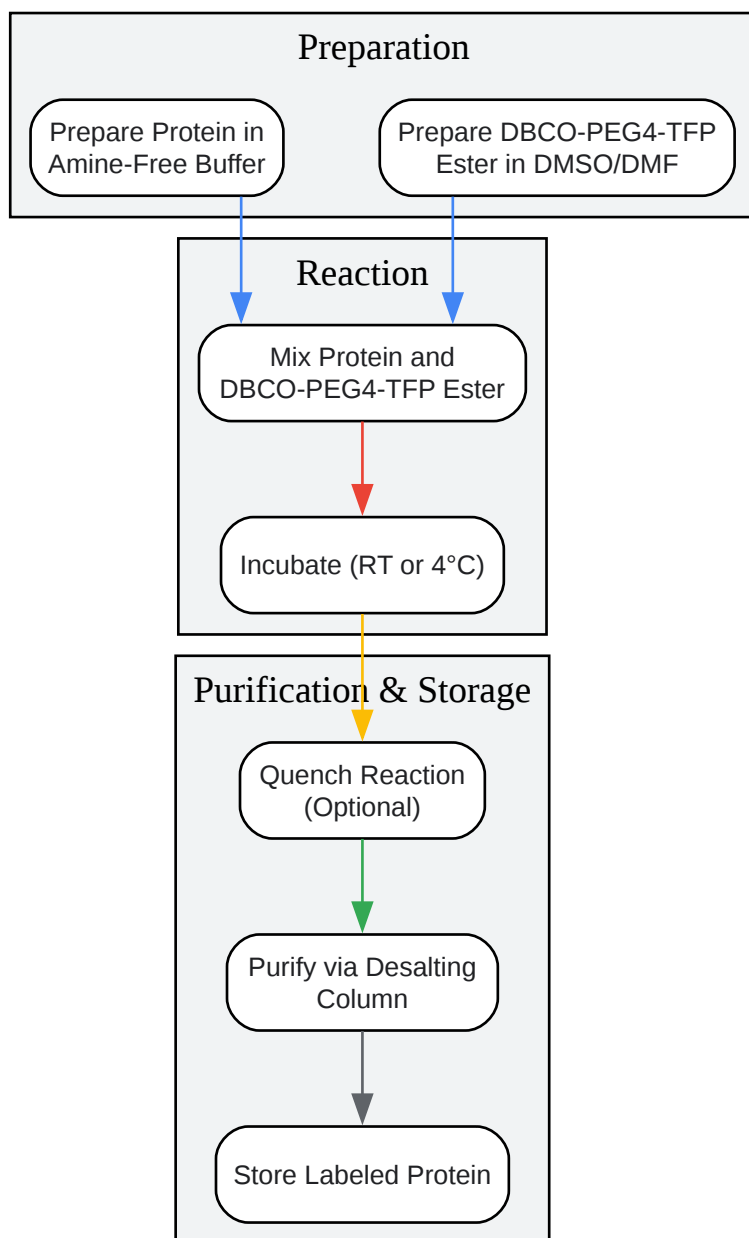 Preparation
Prepare Protein in
Amine-Free Buffer
Prepare DBCO-PEG4-TFP
Ester in DMSO/DMF
Reaction
Mix Protein and
DBCO-PEG4-TFP Ester
Incubate (RT or 4°C)
Purification & Storage
Quench Reaction
(Optional)
Purify via Desalting
Column
Store Labeled Protein